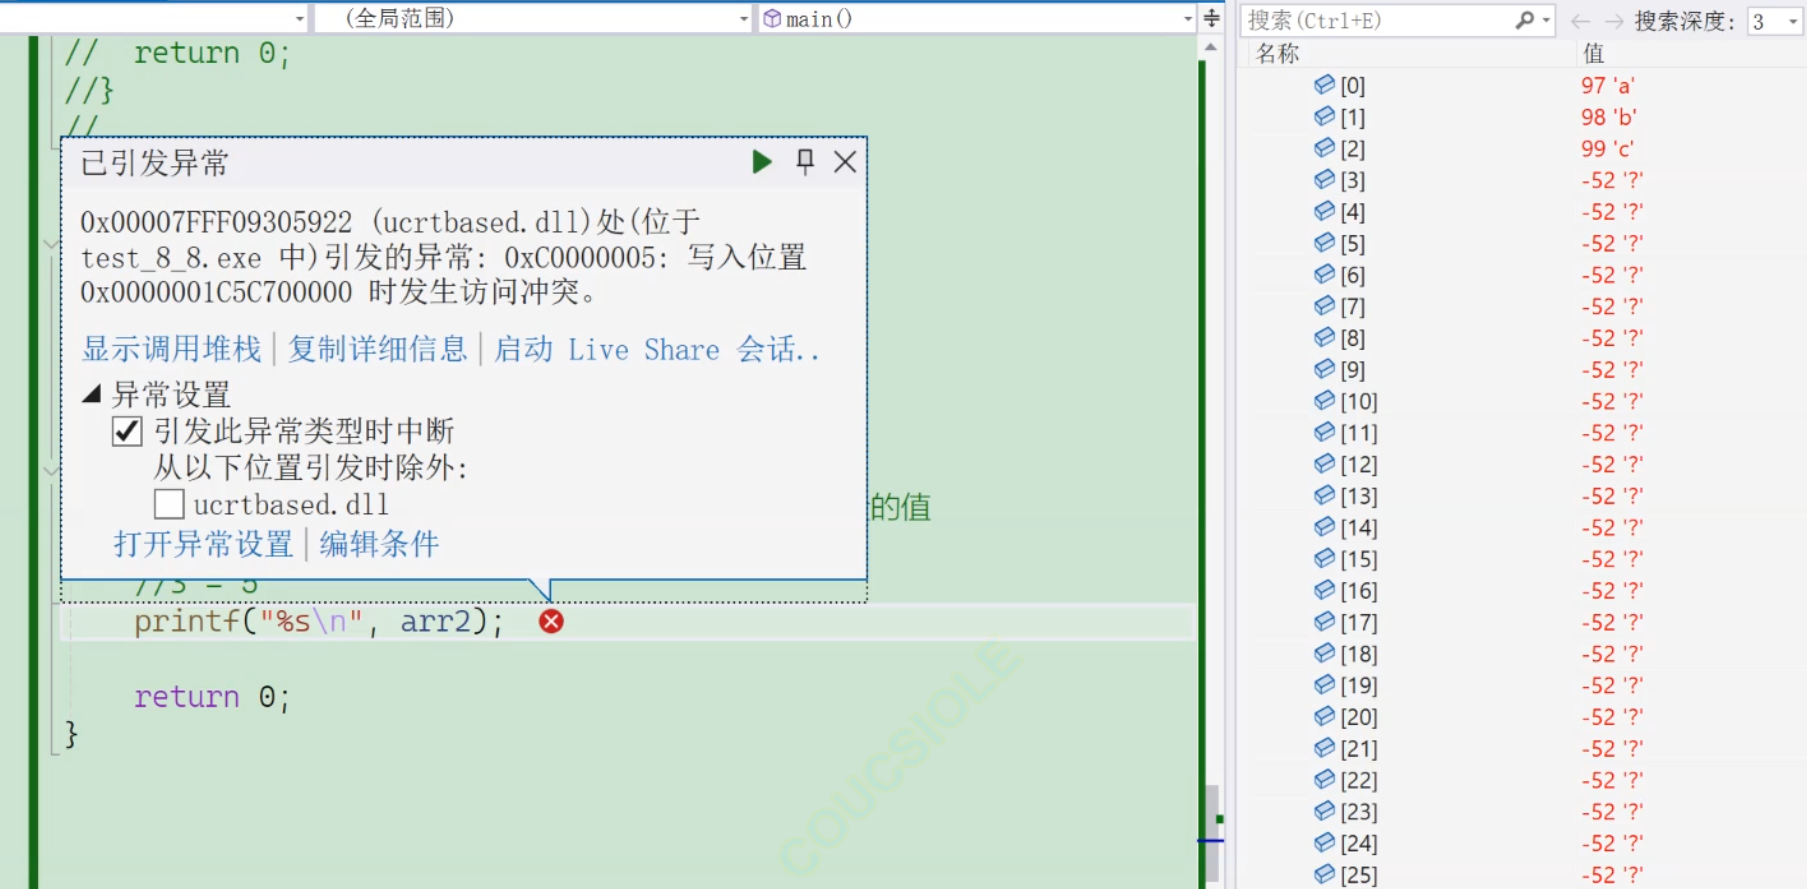 (全局范围)
main()
//  return 0;
//}
//
已引发异常
0x00007FFF09305922 (ucrtbased.dll)处(位于
test_8_8.exe 中)引发的异常: 0xC0000005: 写入位置
0x0000001C5C700000 时发生访问冲突。
显示调用堆栈 | 复制详细信息 | 启动 Live Share 会话..
异常设置
引发此异常类型时中断
从以下位置引发时除外:
ucrtbased.dll
打开异常设置 | 编辑条件
的值
//3 - 5
printf("%s\n", arr2);
return 0;
}
COUCSIOLE
搜索(Ctrl+E)
搜索深度: 3
名称 值
[0] 97 'a'
[1] 98 'b'
[2] 99 'c'
[3] -52 '?'
[4] -52 '?'
[5] -52 '?'
[6] -52 '?'
[7] -52 '?'
[8] -52 '?'
[9] -52 '?'
[10] -52 '?'
[11] -52 '?'
[12] -52 '?'
[13] -52 '?'
[14] -52 '?'
[15] -52 '?'
[16] -52 '?'
[17] -52 '?'
[18] -52 '?'
[19] -52 '?'
[20] -52 '?'
[21] -52 '?'
[22] -52 '?'
[23] -52 '?'
[24] -52 '?'
[25] -52 '?'